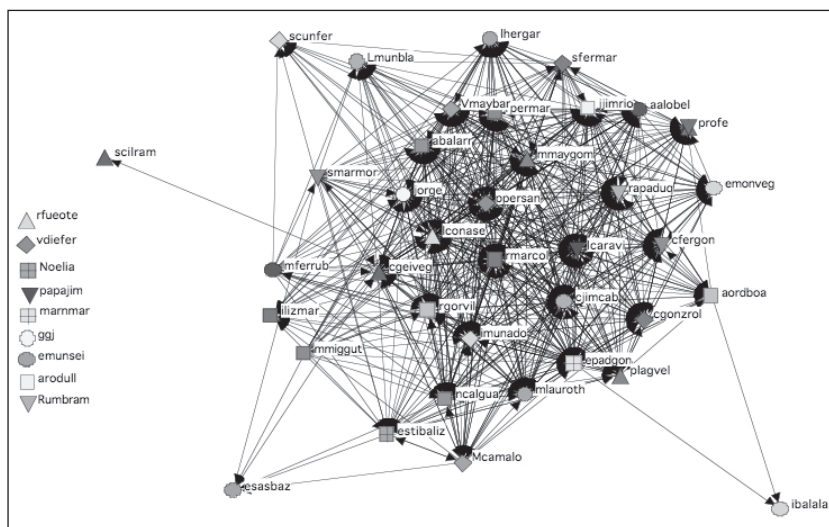 scunfer
lhergar
Lmunbla
sfermar
Vmaybar
permar
jjimrio
aalobel
profe
abalarr
mmaygom
scilram
smarmor
jorge
ppersan
rapaduq
emonveg
rfueote
vdiefer
lconase
rmarco
lcaravi
cfergon
Noelia
mferrub
cgeiveg
papajim
marnmar
ilizmar
rgorvil
cjimcab
aordboa
ggj
jmunado
cgonzrol
emunsei
mmiggut
epadgon
plagvel
arodull
Rumbram
ncalgua
mlauroth
estibaliz
Mcamalo
esasbaz
ibalala